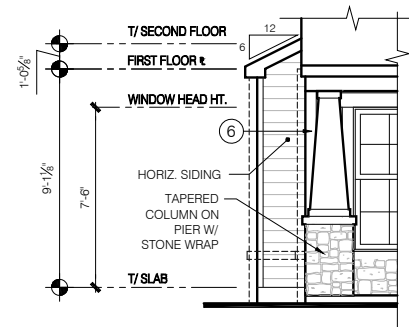 T/ SECOND FLOOR
12
6
FIRST FLOOR ℄
1'-0⅝"
WINDOW HEAD HT.
6
9'-1⅛"
7'-6"
HORIZ. SIDING
TAPERED
COLUMN ON
PIER W/
STONE WRAP
T/ SLAB